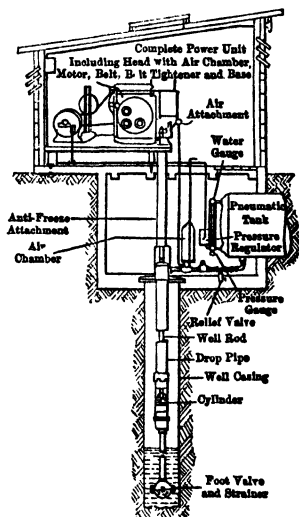 Complete Power Unit
Including Head with Air Chamber,
Motor, Belt, B it Tightener and Base
Air
Attachment
Water
Gauge
Pneumatic
Tank
Anti-Freeze
Attachment
Pressure
Regulator
Air
Chamber
Pressure
Gauge
Relief Valve
Well Rod
Drop Pipe
Well Casing
Cylinder
Foot Valve
and Strainer